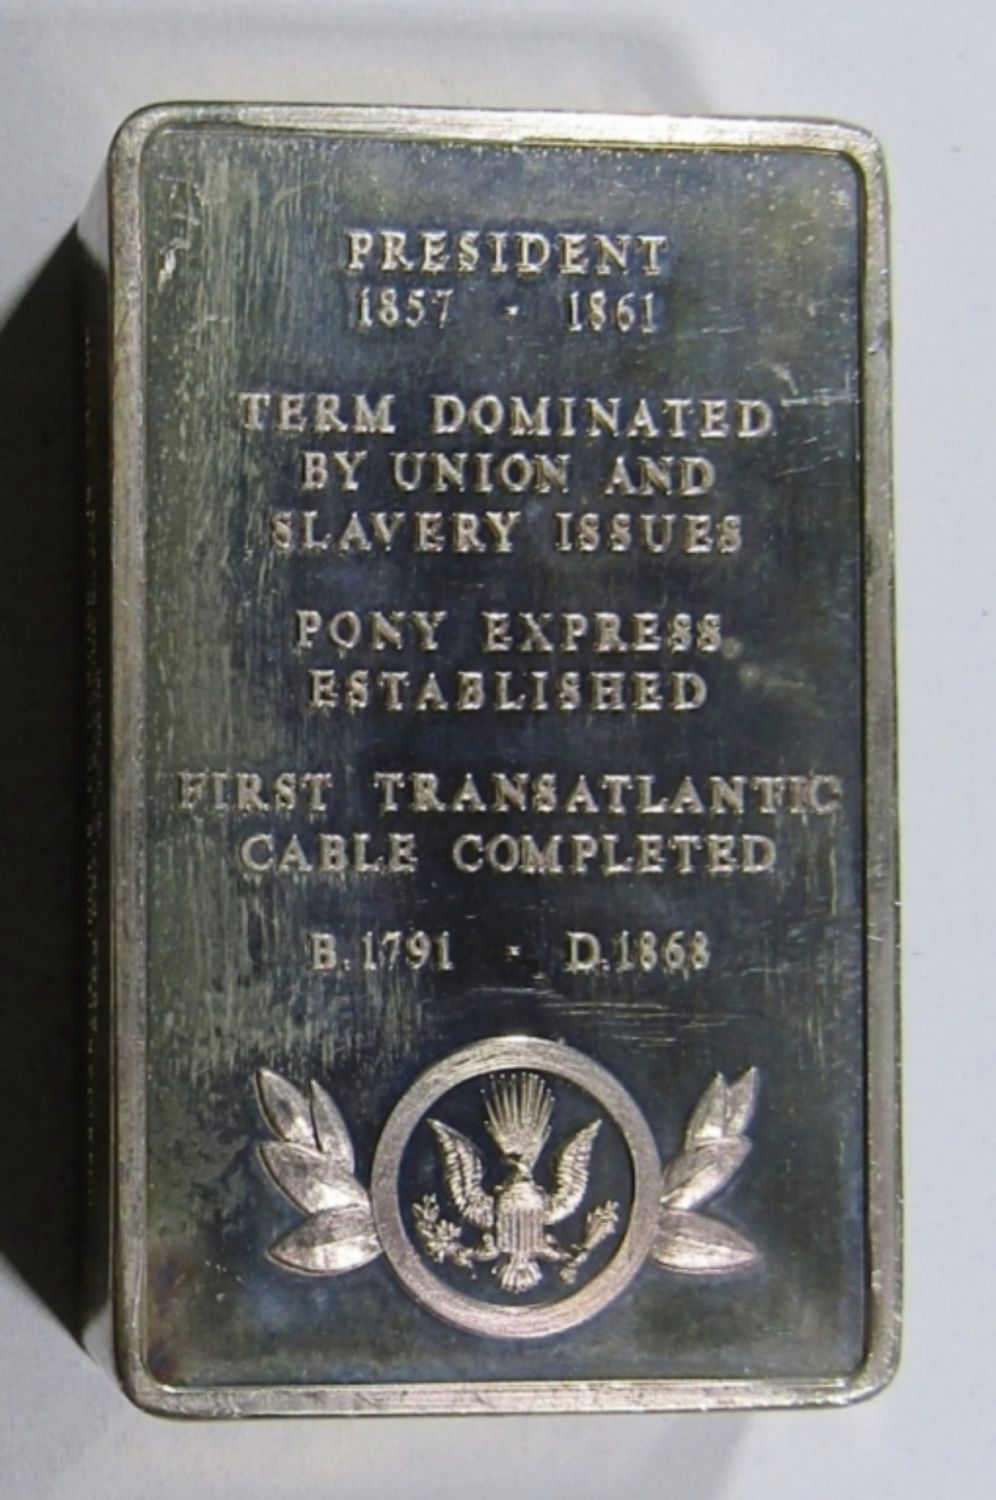 PRESIDENT
1857 · 1861
TERM DOMINATED
BY UNION AND
SLAVERY ISSUES
PONY EXPRESS
ESTABLISHED
FIRST TRANSATLANTIC
CABLE COMPLETED
B. 1791 · D. 1868